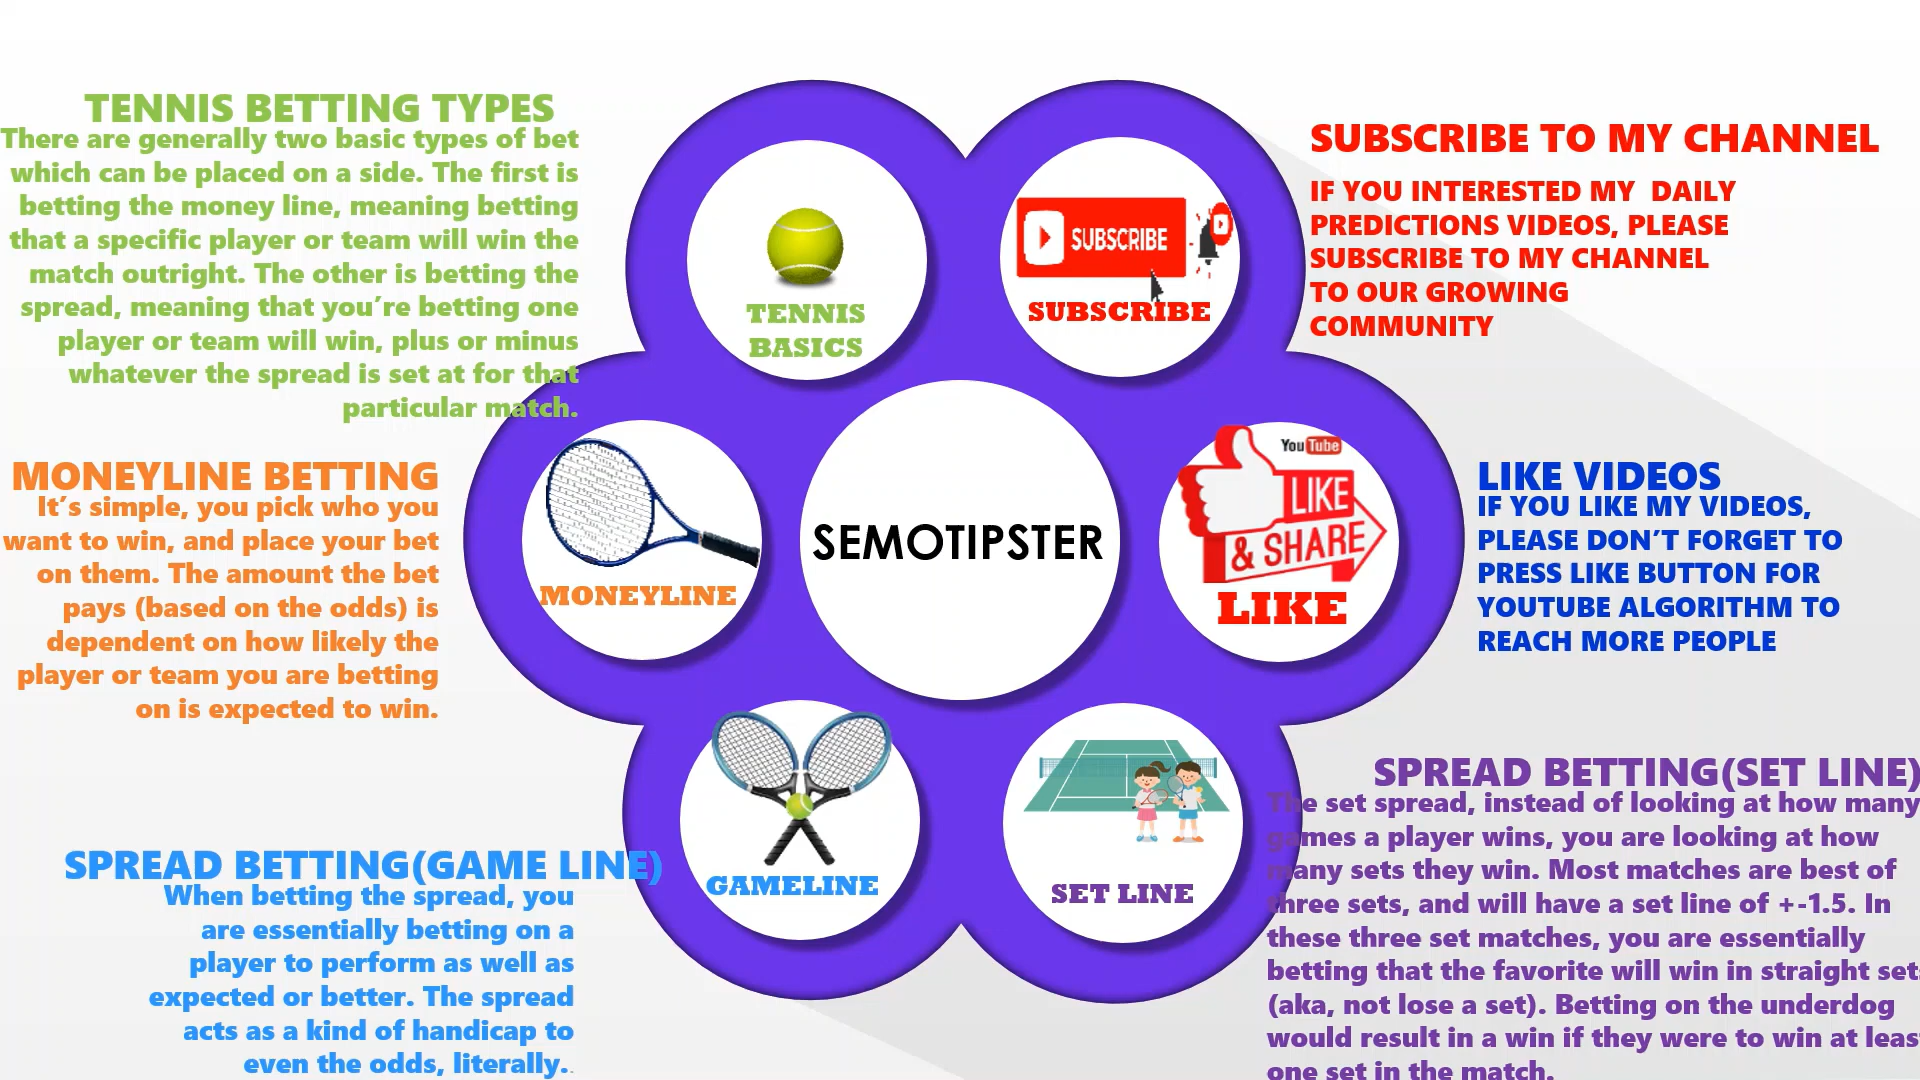 TENNIS BETTING TYPES
There are generally two basic types of bet
which can be placed on a side. The first is
betting the money line, meaning betting
that a specific player or team will win the
match outright. The other is betting the
spread, meaning that you're betting one
player or team will win, plus or minus
whatever the spread is set at for that
particular match.
MONEYLINE BETTING
It's simple, you pick who you
want to win, and place your bet
on them. The amount the bet
pays (based on the odds) is
dependent on how likely the
player or team you are betting
on is expected to win.
SPREAD BETTING(GAME LINE)
When betting the spread, you
are essentially betting on a
player to perform as well as
expected or better. The spread
acts as a kind of handicap to
even the odds, literally..
TENNIS
BASICS
SUBSCRIBE
SUBSCRIBE
MONEYLINE
SEMOTIPSTER
YouTube
LIKE
& SHARE
LIKE
GAMELINE
SET LINE
SUBSCRIBE TO MY CHANNEL
IF YOU INTERESTED MY DAILY
PREDICTIONS VIDEOS, PLEASE
SUBSCRIBE TO MY CHANNEL
TO OUR GROWING
COMMUNITY
LIKE VIDEOS
IF YOU LIKE MY VIDEOS,
PLEASE DON'T FORGET TO
PRESS LIKE BUTTON FOR
YOUTUBE ALGORITHM TO
REACH MORE PEOPLE
SPREAD BETTING(SET LINE)
The set spread, instead of looking at how many
games a player wins, you are looking at how
many sets they win. Most matches are best of
three sets, and will have a set line of +-1.5. In
these three set matches, you are essentially
betting that the favorite will win in straight sets
(aka, not lose a set). Betting on the underdog
would result in a win if they were to win at least
one set in the match.